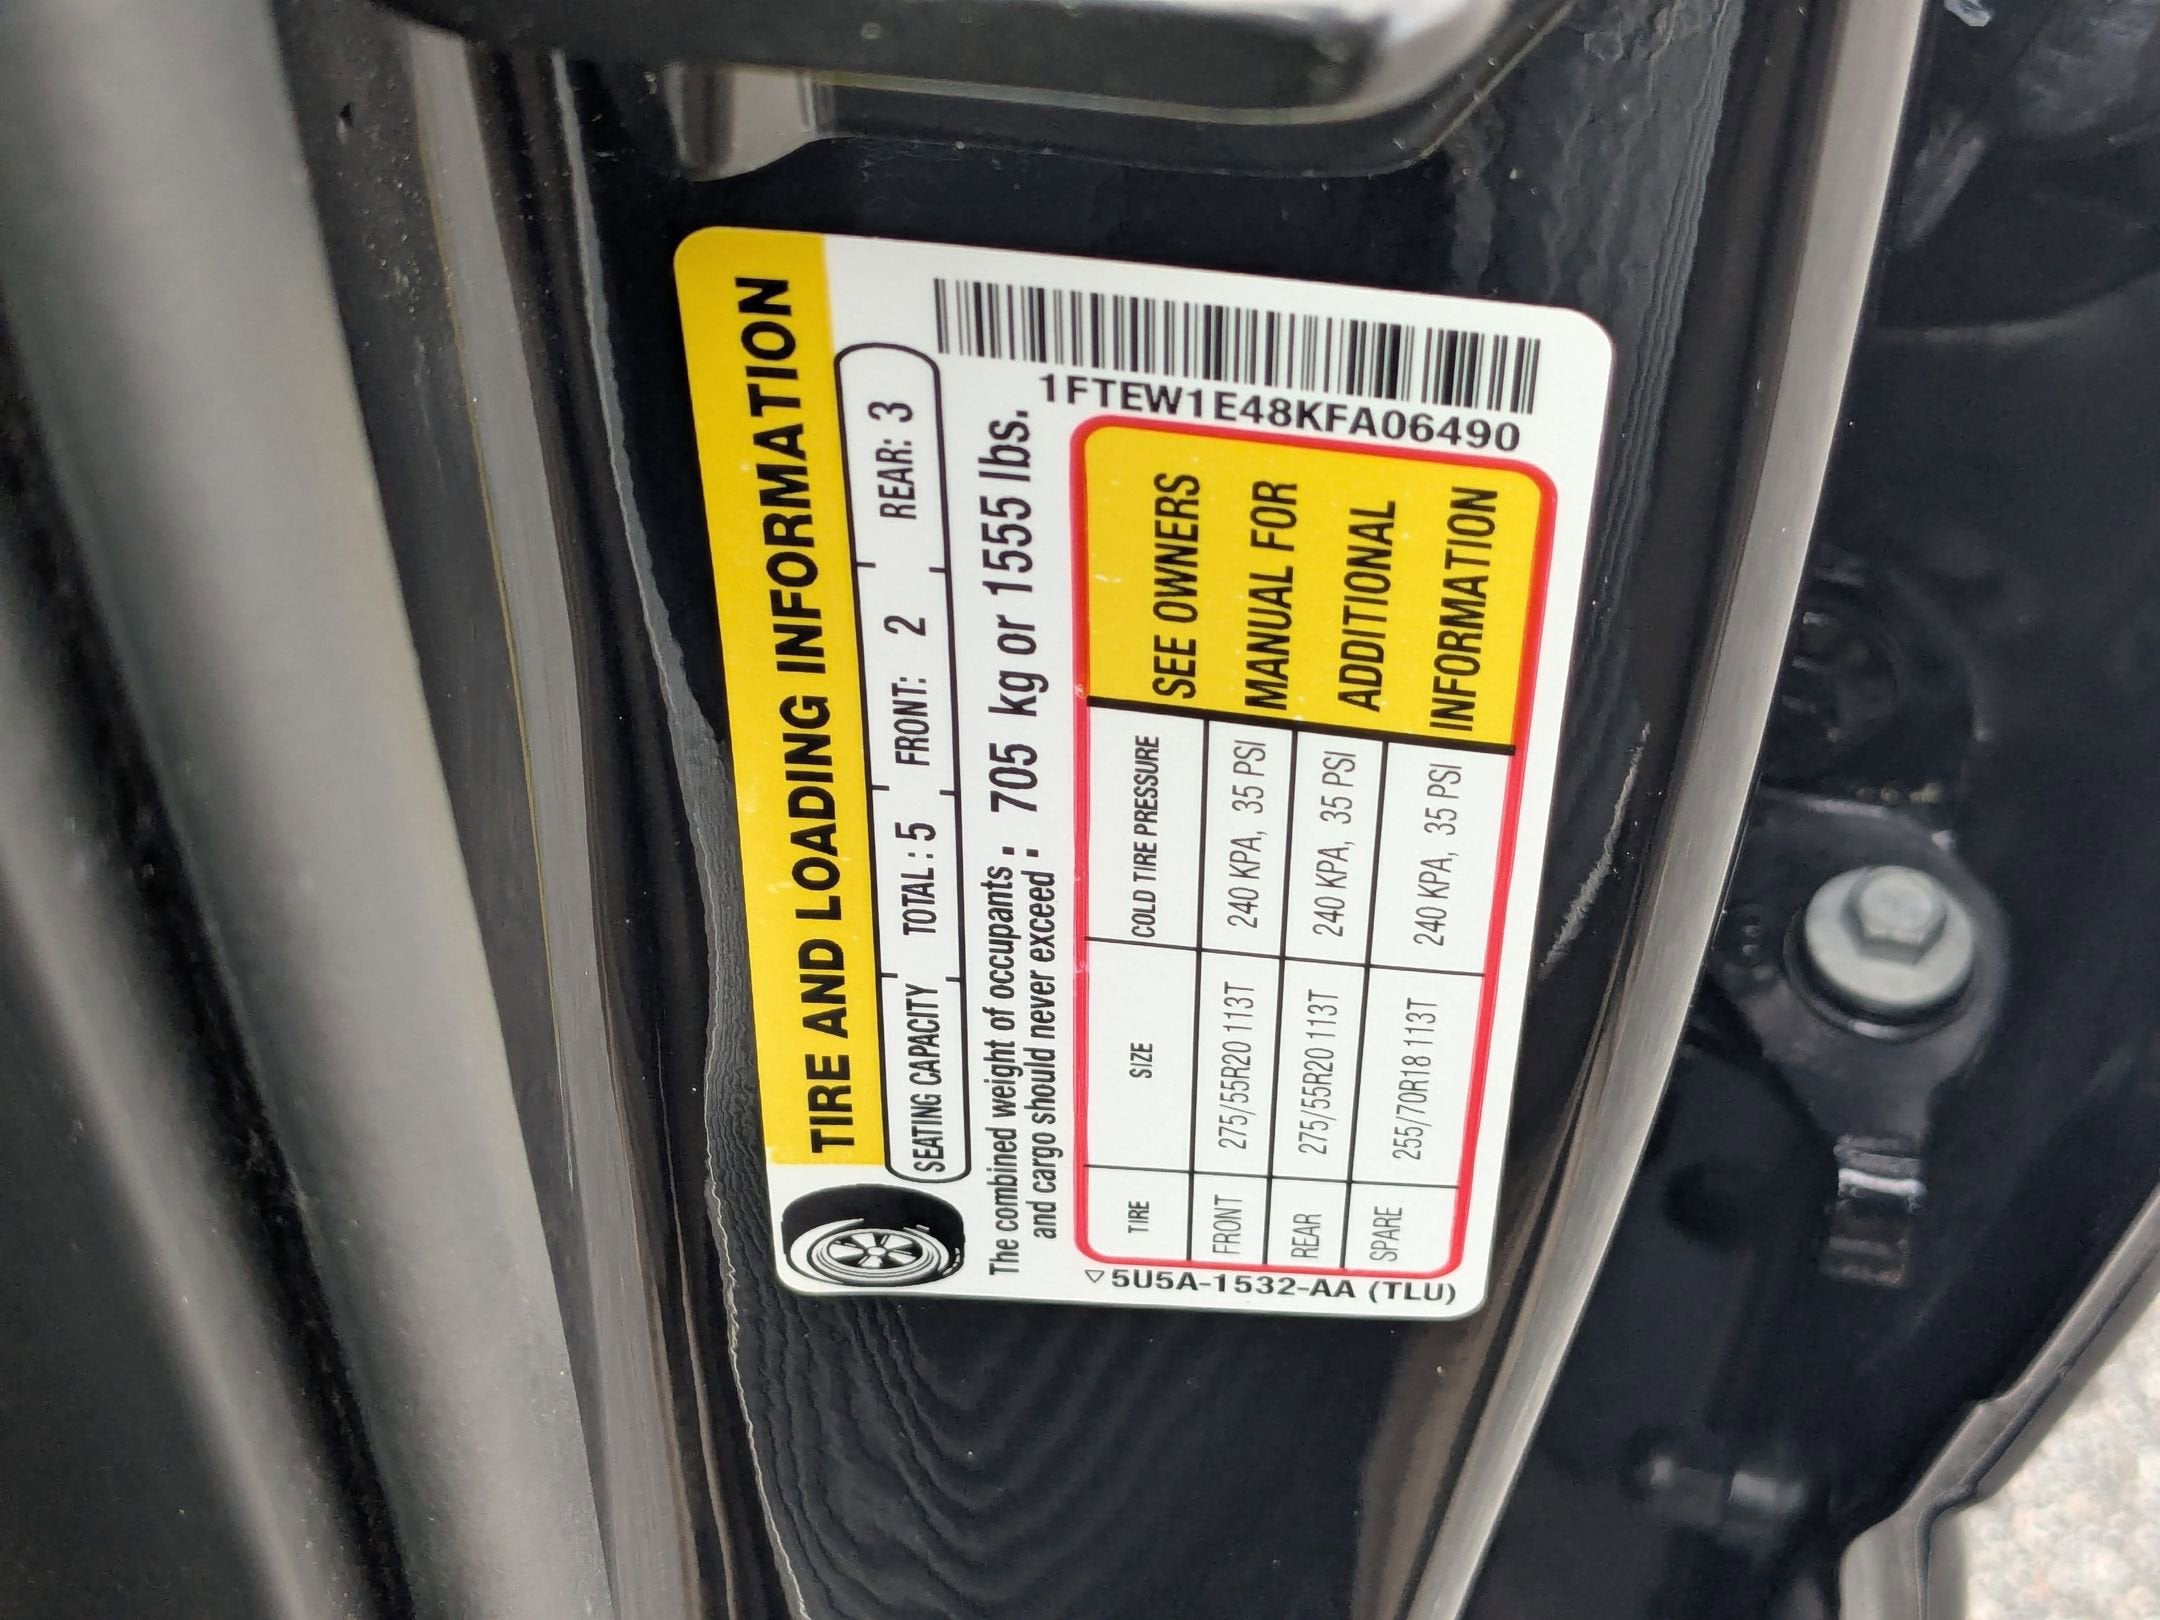 TIRE AND LOADING INFORMATION
SEATING CAPACITY TOTAL: 5 FRONT: 2 REAR: 3
The combined weight of occupants and cargo should never exceed : 705 kg or 1555 lbs.
1FTEW1E48KFA06490
TIRE SIZE COLD TIRE PRESSURE
FRONT 275/55R20 113T 240 KPA, 35 PSI
REAR 275/55R20 113T 240 KPA, 35 PSI
SPARE 255/70R18 113T 240 KPA, 35 PSI
SEE OWNERS
MANUAL FOR
ADDITIONAL
INFORMATION
▽5U5A-1532-AA (TLU)